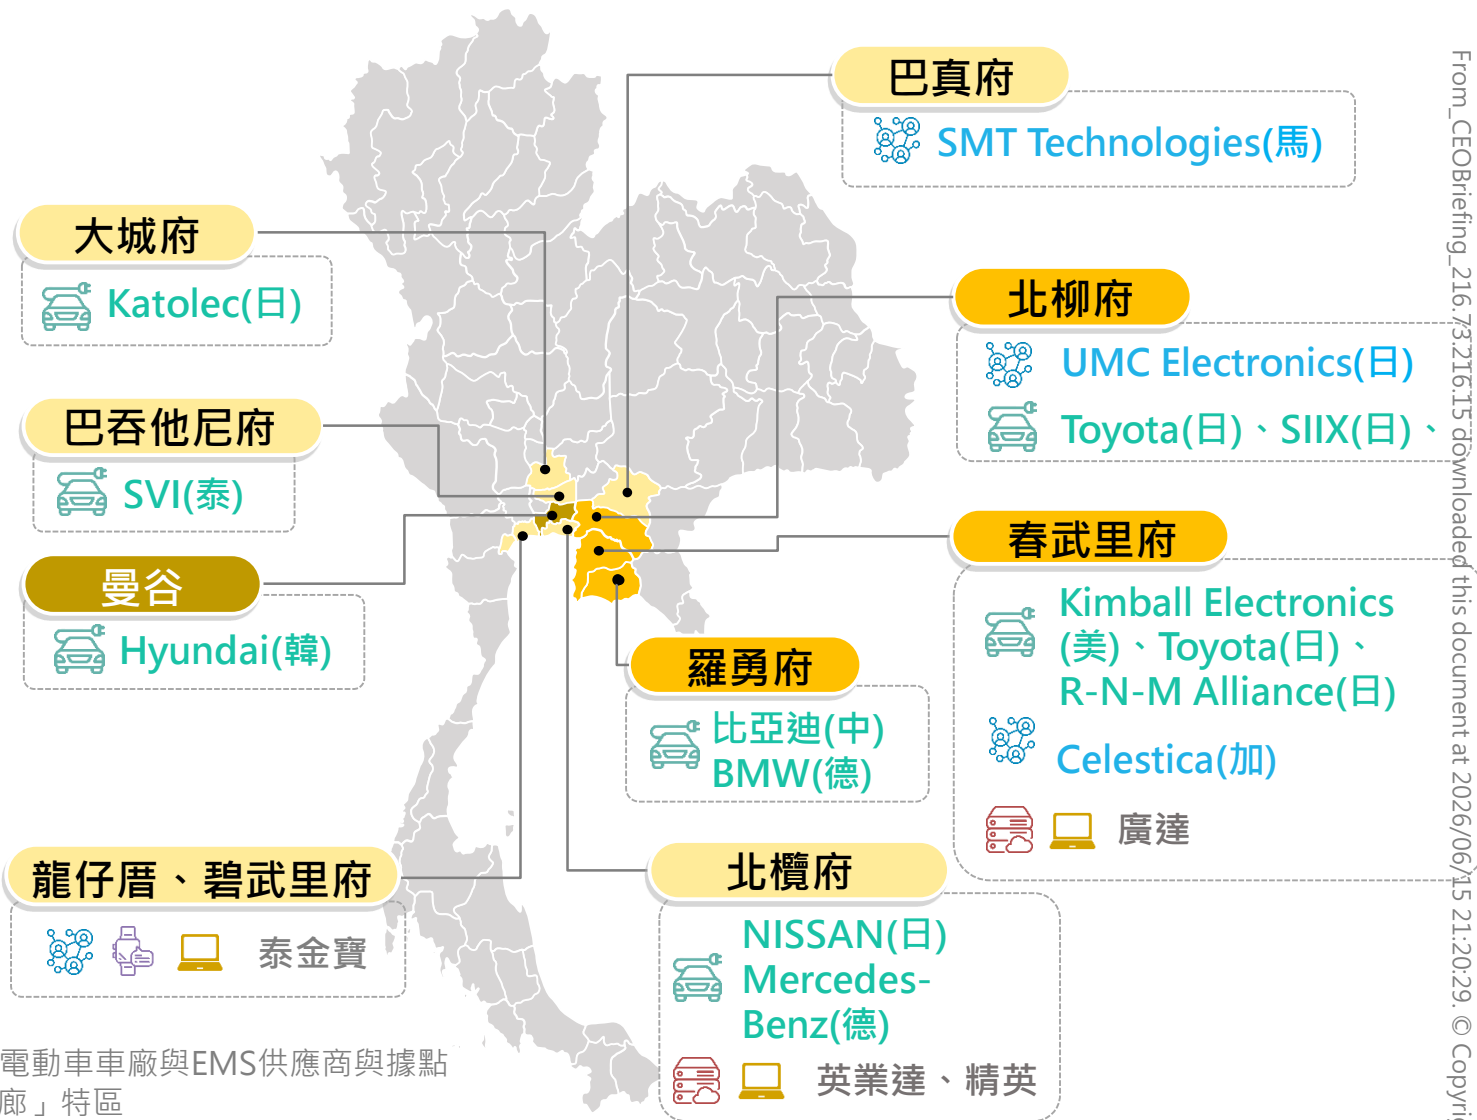 巴真府
SMT Technologies(馬)
大城府
Katolec(日)
北柳府
UMC Electronics(日)
Toyota(日)、SIIX(日)、
巴吞他尼府
SVI(泰)
春武里府
Kimball Electronics
(美)、Toyota(日)、
R-N-M Alliance(日)
Celestica(加)
廣達
曼谷
Hyundai(韓)
羅勇府
比亞迪(中)
BMW(德)
龍仔厝、碧武里府
泰金寶
北欖府
NISSAN(日)
Mercedes-
Benz(德)
英業達、精英
電動車車廠與EMS供應商與據點
廊」特區
From_CEOBriefing_216.73.216.15 downloaded this document at 2026/06/15 21:20:29. © Copyri